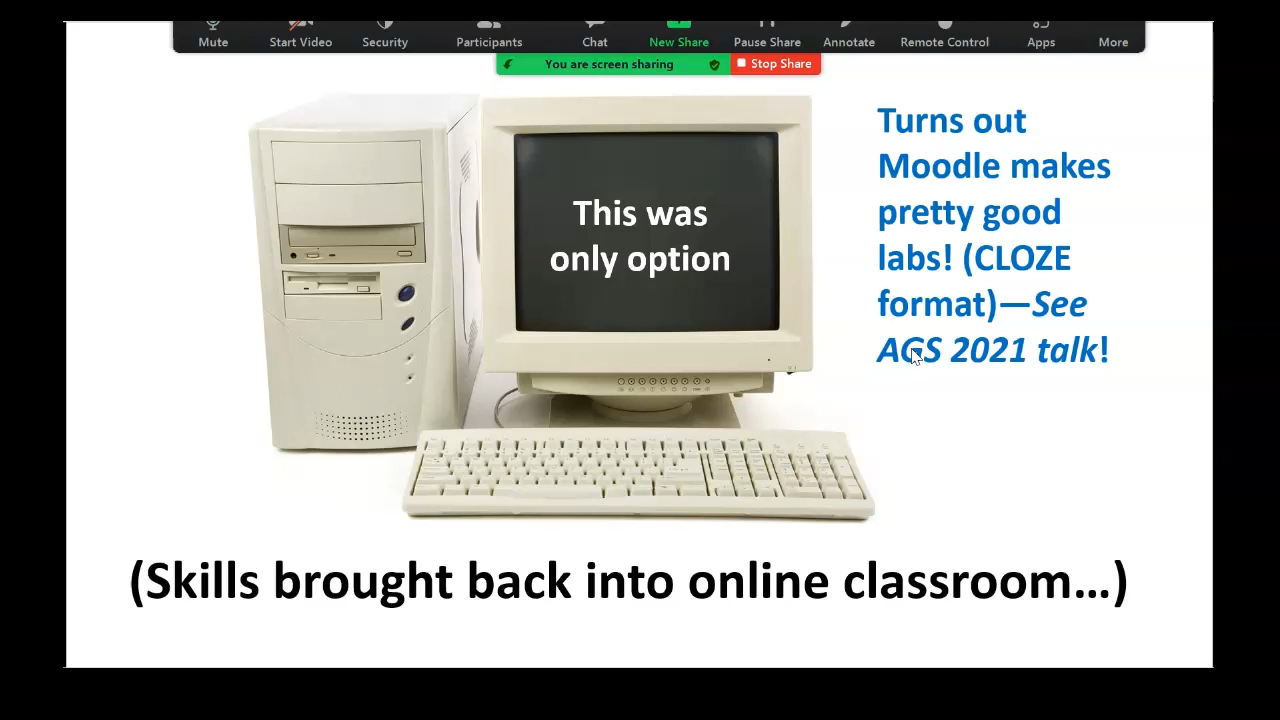 Mute Start Video Security Participants Chat New Share Pause Share Annotate Remote Control Apps More
You are screen sharing Stop Share
This was
only option
Turns out
Moodle makes
pretty good
labs! (CLOZE
format)—See
AGS 2021 talk!
(Skills brought back into online classroom...)